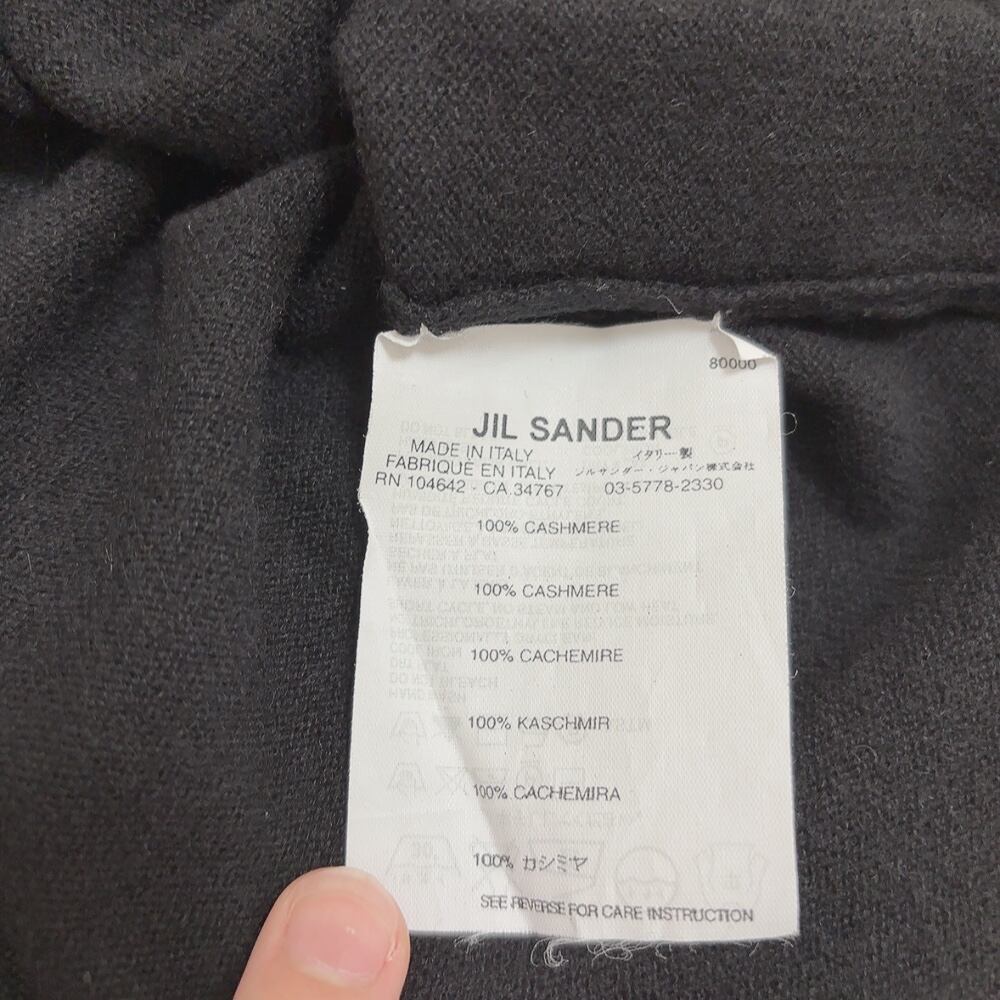 80000
JIL SANDER
MADE IN ITALY イタリー製
FABRIQUÉ EN ITALY ジルサンダー・ジャパン株式会社
RN 104642 - CA.34767 03-5778-2330
100% CASHMERE
100% CASHMERE
100% CACHEMIRE
100% KASCHMIR
100% CACHEMIRA
100% カシミヤ
SEE REVERSE FOR CARE INSTRUCTION